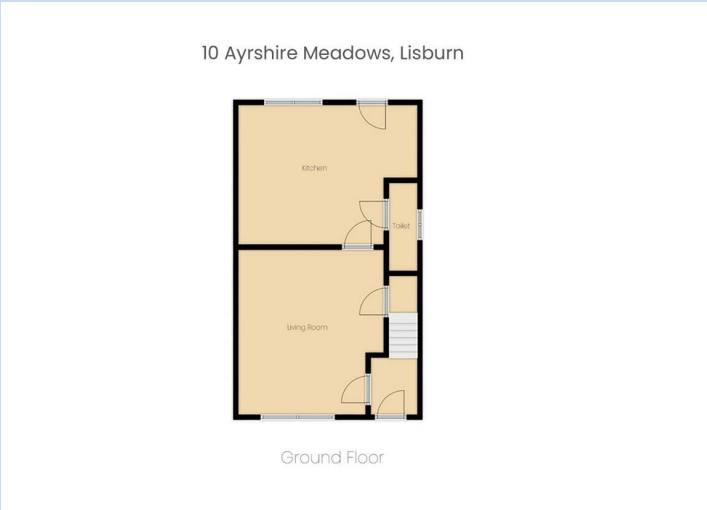 10 Ayrshire Meadows, Lisburn
Kitchen
Toilet
Living Room
Ground Floor